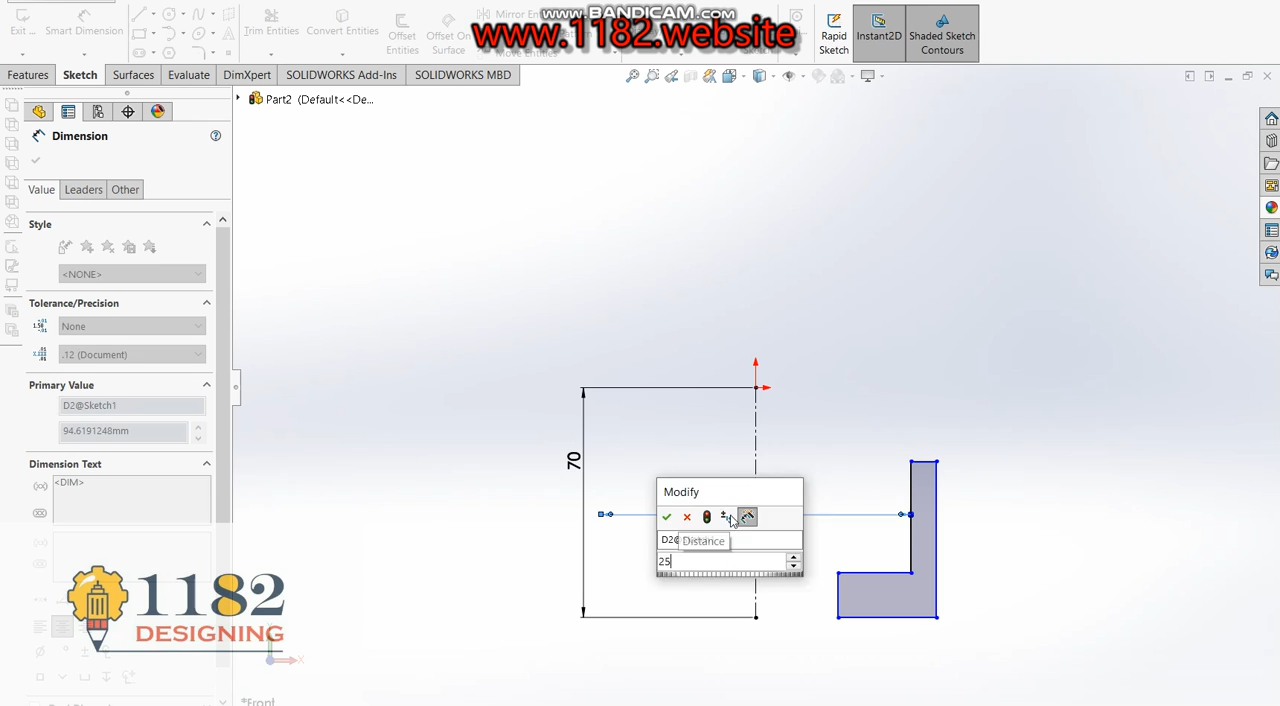 www.BANDICAM.com
www.1182.website
Exit ...
Smart Dimension
Trim Entities
Convert Entities
Offset
Entities
Offset On
Surface
Mirror Entities
Move Entities
Rapid
Sketch
Instant2D
Shaded Sketch
Contours
Features
Sketch
Surfaces
Evaluate
DimXpert
SOLIDWORKS Add-Ins
SOLIDWORKS MBD
Part2 (Default<<De...
Dimension
Value
Leaders
Other
Style
<NONE>
Tolerance/Precision
None
.12 (Document)
Primary Value
D2@Sketch1
94.6191248mm
Dimension Text
<DIM>
70
Modify
D2@
Distance
25
1182
DESIGNING
Y
X
*Front